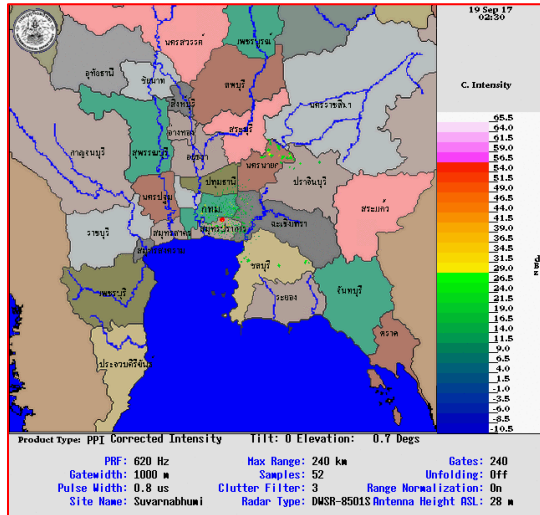 19 Sep 17
02:30
C. Intensity
65.5
64.0
61.5
59.0
56.5
54.0
51.5
49.0
46.5
44.0
41.5
39.0
36.5
34.0
31.5
29.0
26.5
24.0
21.5
19.0
16.5
14.0
11.5
9.0
6.5
4.0
1.5
-1.0
-3.5
-6.0
-8.5
-10.5
นครสวรรค์
เพชรบูรณ์
อุทัยธานี
ชัยนาท
ลพบุรี
สิงห์บุรี
นครราชสีมา
อ่างทอง
สระบุรี
กาญจนบุรี
สุพรรณบุรี
อยุธยา
นครนายก
ปราจีนบุรี
ปทุมธานี
นครปฐม
กทม.
สระแก้ว
ราชบุรี
สมุทรสาคร
สมุทรปราการ
ฉะเชิงเทรา
สมุทรสงคราม
ชลบุรี
เพชรบุรี
ระยอง
จันทบุรี
ตราด
ประจวบคีรีขันธ์
Product Type: PPI Corrected Intensity Tilt: 0 Elevation: 0.7 Degs
PRF: 620 Hz Max Range: 240 km Gates: 240
Gatewidth: 1000 m Samples: 52 Unfolding: Off
Pulse Width: 0.8 us Clutter Filter: 3 Range Normalization: On
Site Name: Suvarnabhumi Radar Type: DWSR-8501S Antenna Height ASL: 28 m